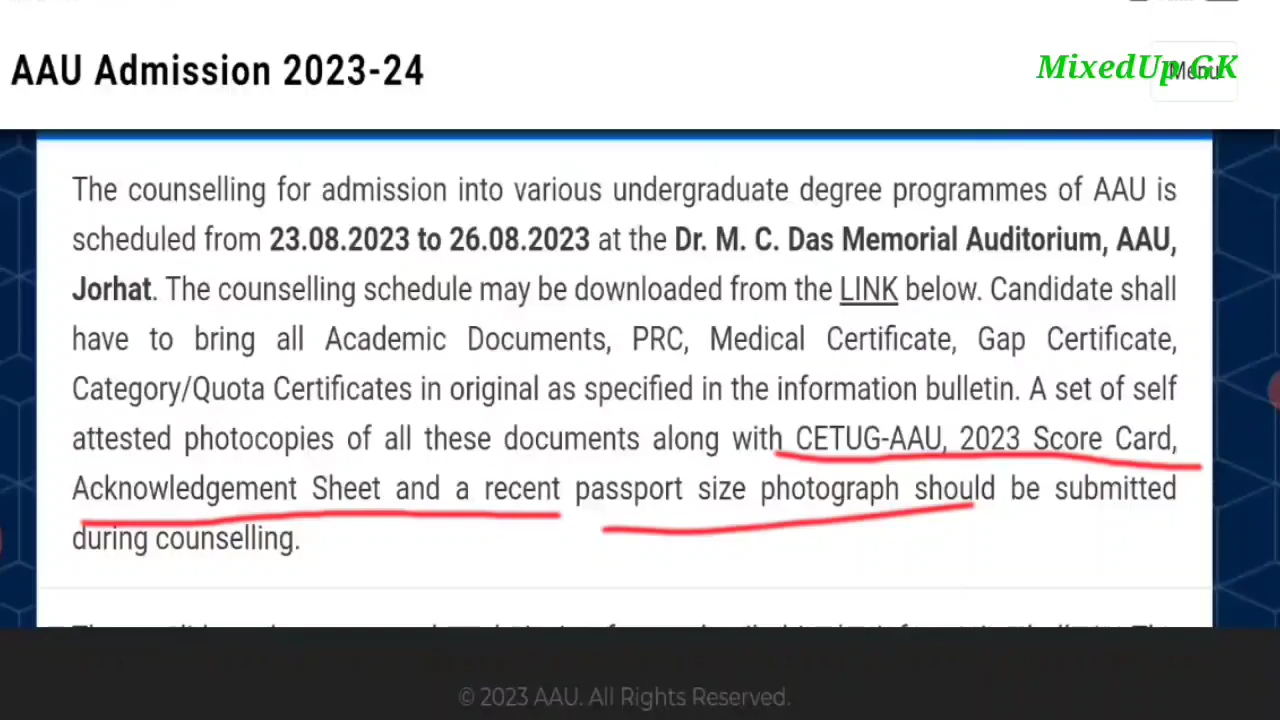 AAU Admission 2023-24
MixedUp GK
Menu
The counselling for admission into various undergraduate degree programmes of AAU is
scheduled from 23.08.2023 to 26.08.2023 at the Dr. M. C. Das Memorial Auditorium, AAU,
Jorhat. The counselling schedule may be downloaded from the LINK below. Candidate shall
have to bring all Academic Documents, PRC, Medical Certificate, Gap Certificate,
Category/Quota Certificates in original as specified in the information bulletin. A set of self
attested photocopies of all these documents along with CETUG-AAU, 2023 Score Card,
Acknowledgement Sheet and a recent passport size photograph should be submitted
during counselling.
© 2023 AAU. All Rights Reserved.